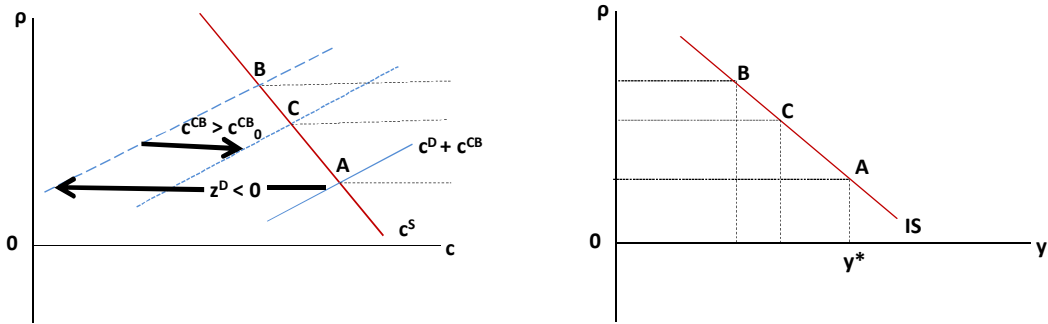 ρ
B
C
c^CB > c^CB_0
A
c^D + c^CB
z^D < 0
c^S
0
c
ρ
B
C
A
IS
0
y*
y